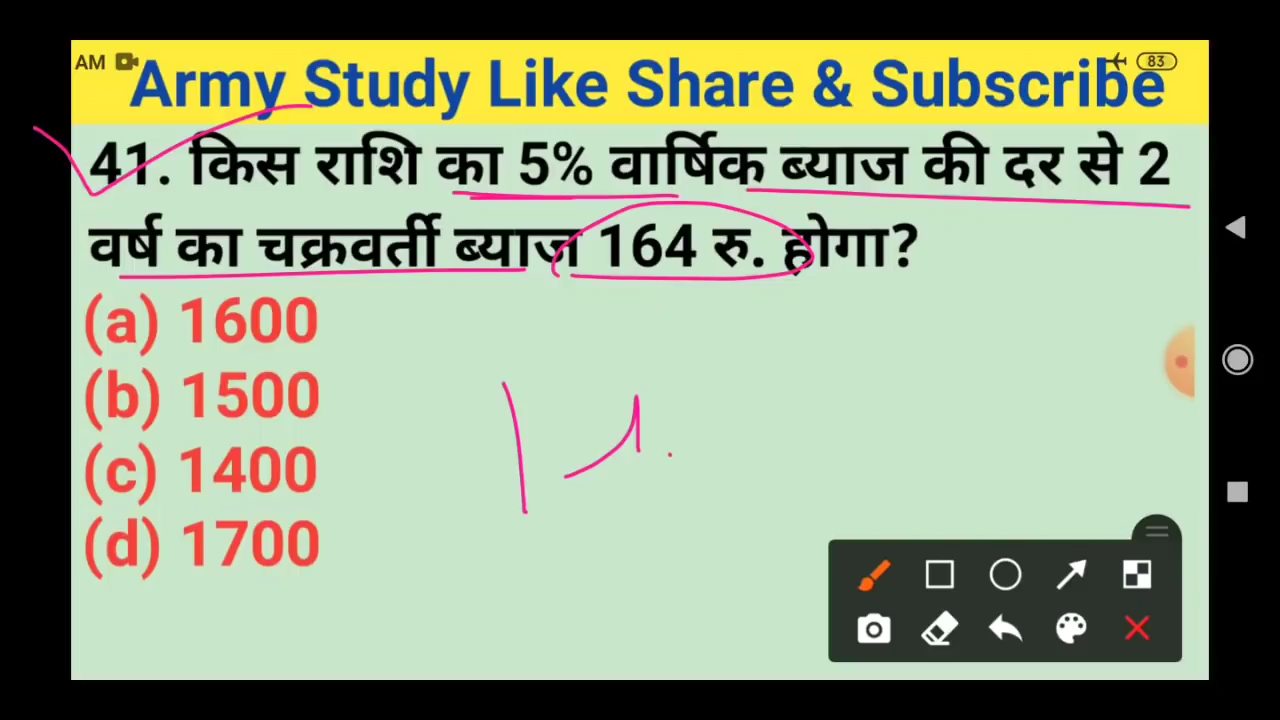 AM 83
Army Study Like Share & Subscribe
41. किस राशि का 5% वार्षिक ब्याज की दर से 2
वर्ष का चक्रवर्ती ब्याज 164 रु. होगा?
(a) 1600
(b) 1500
(c) 1400
(d) 1700